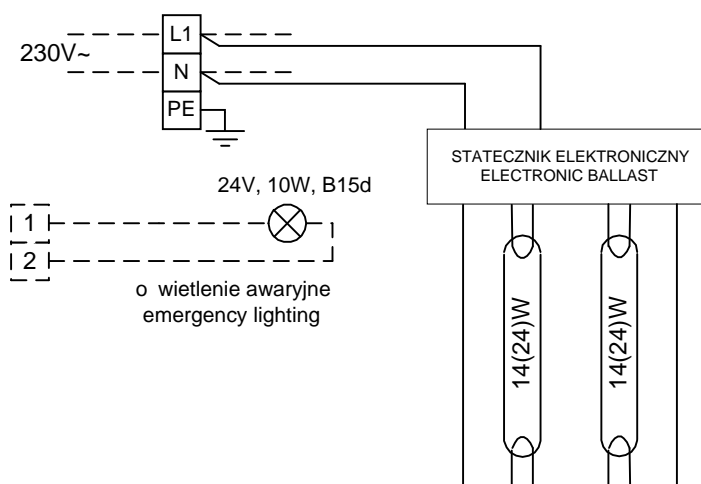 L1
230V~
N
PE
STATECZNIK ELEKTRONICZNY
ELECTRONIC BALLAST
24V, 10W, B15d
1
2
o wietlenie awaryjne
emergency lighting
14(24)W
14(24)W